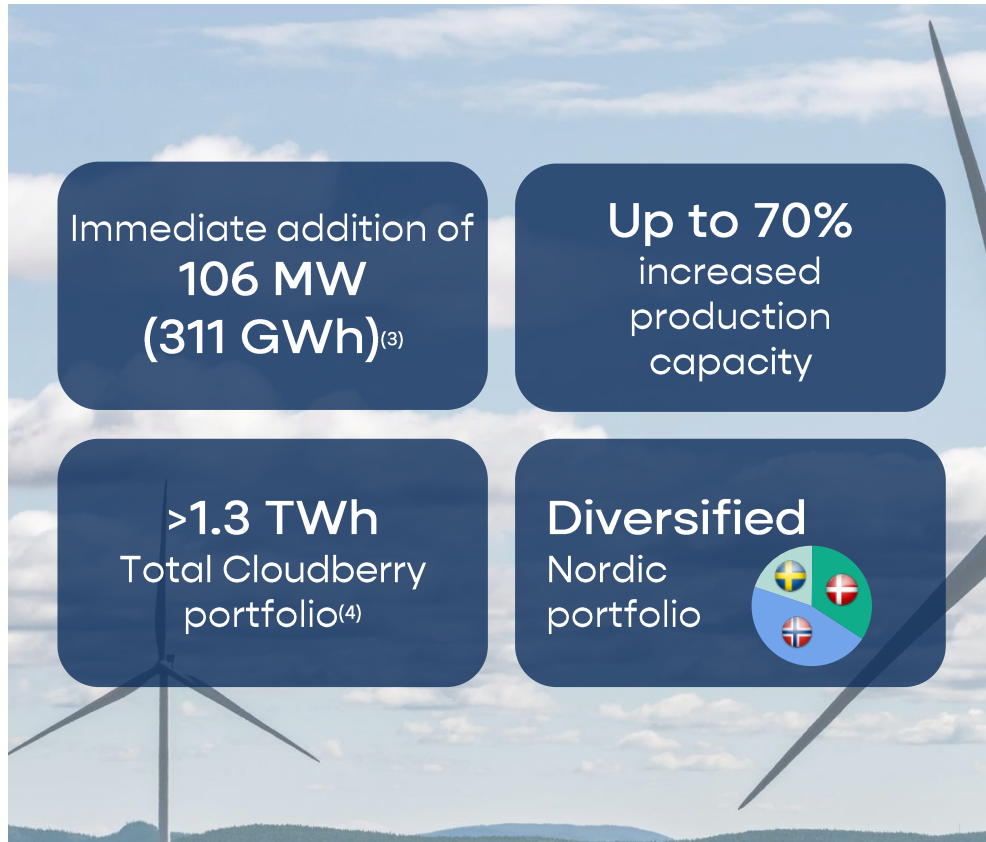 Immediate addition of
106 MW
(311 GWh)(3)
Up to 70%
increased
production
capacity
>1.3 TWh
Total Cloudberry
portfolio(4)
Diversified
Nordic
portfolio